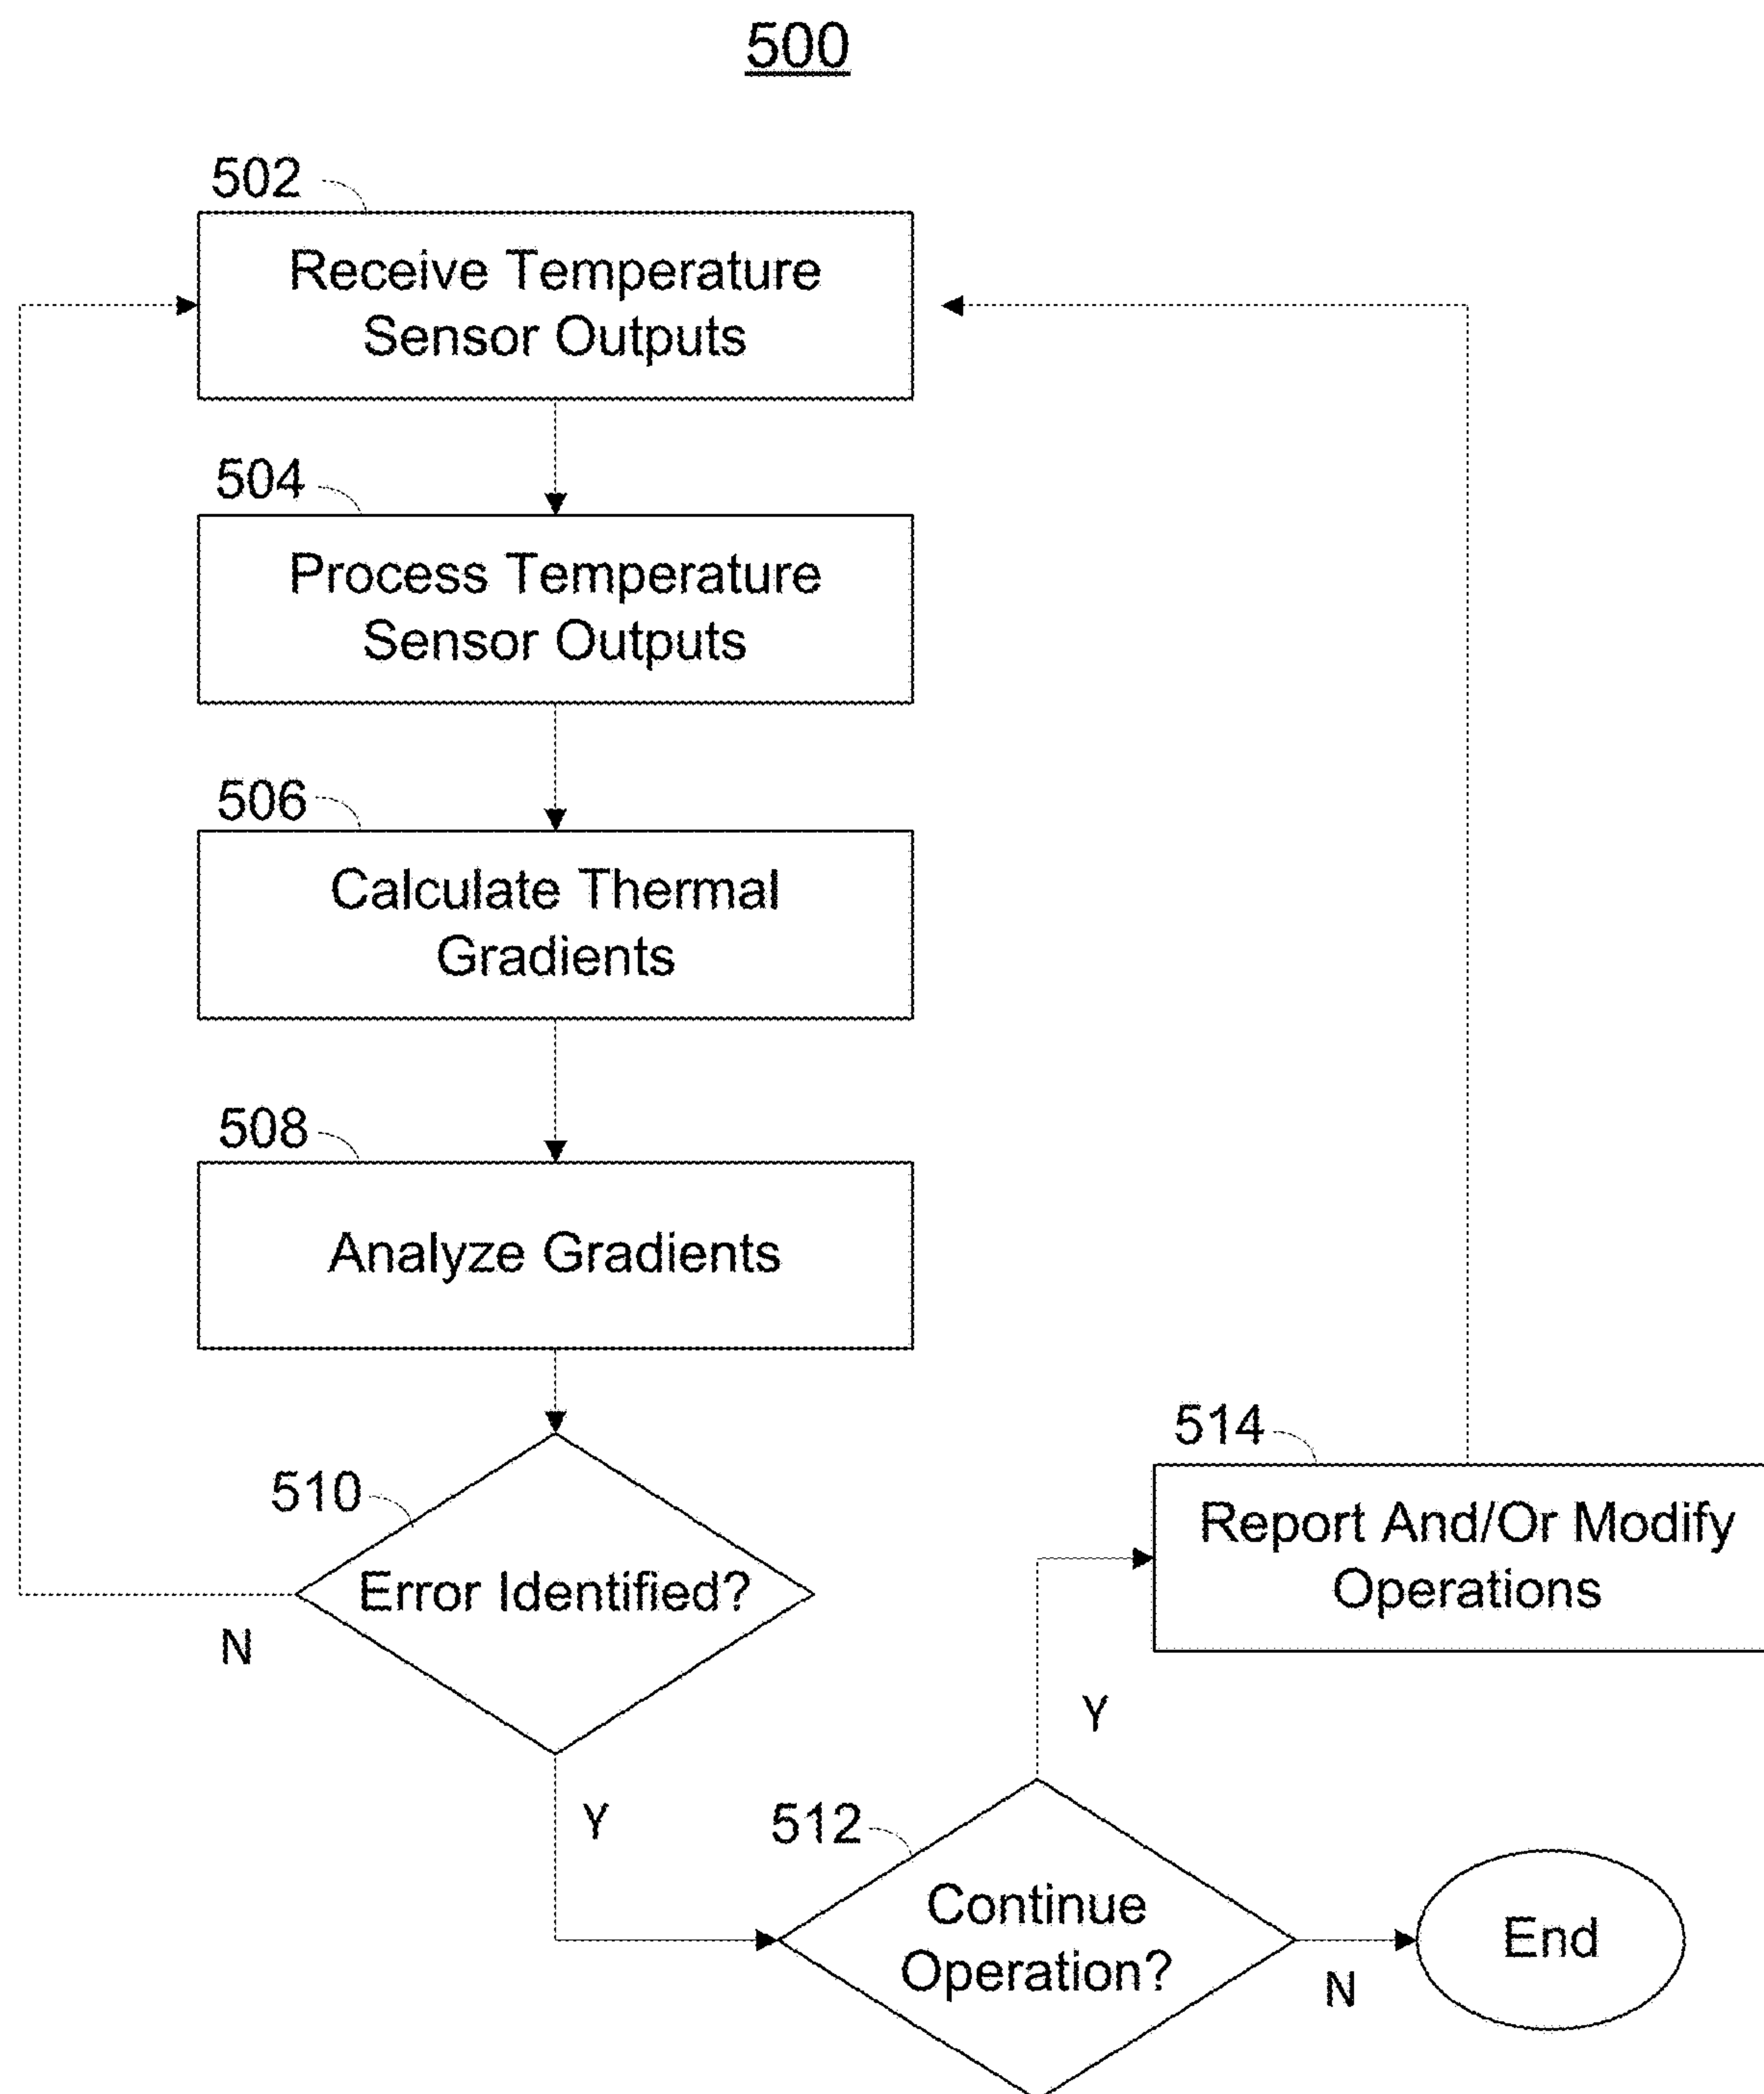 500
502
Receive Temperature
Sensor Outputs
504
Process Temperature
Sensor Outputs
506
Calculate Thermal
Gradients
508
Analyze Gradients
510
Error Identified?
N
Y
514
Report And/Or Modify
Operations
Y
512
Continue
Operation?
N
End